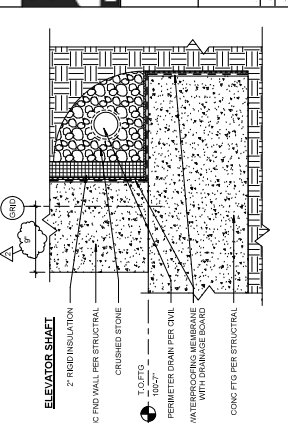 ELEVATOR SHAFT
2" RIGID INSULATION
C FND WALL PER STRUCTRAL
CRUSHED STONE
T.O.FTG
100'-7"
PERIMETER DRAIN PER CIVIL
WATERPROOFING MEMBRANE
WITH DRAINAGE BOARD
CONC FTG PER STRUCTRAL
GRID
9"
2